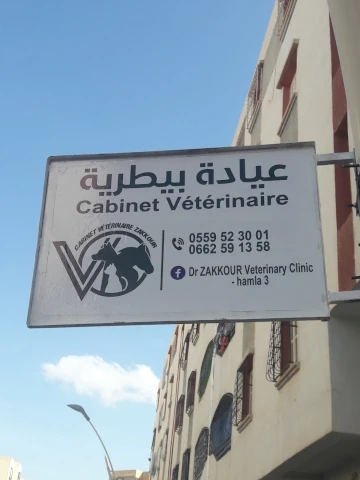 عيادة بيطرية
Cabinet Vétérinaire
CABINET VÉTÉRINAIRE ZAKKOUR
0559 52 30 01
0662 59 13 58
Dr ZAKKOUR Veterinary Clinic
- hamla 3